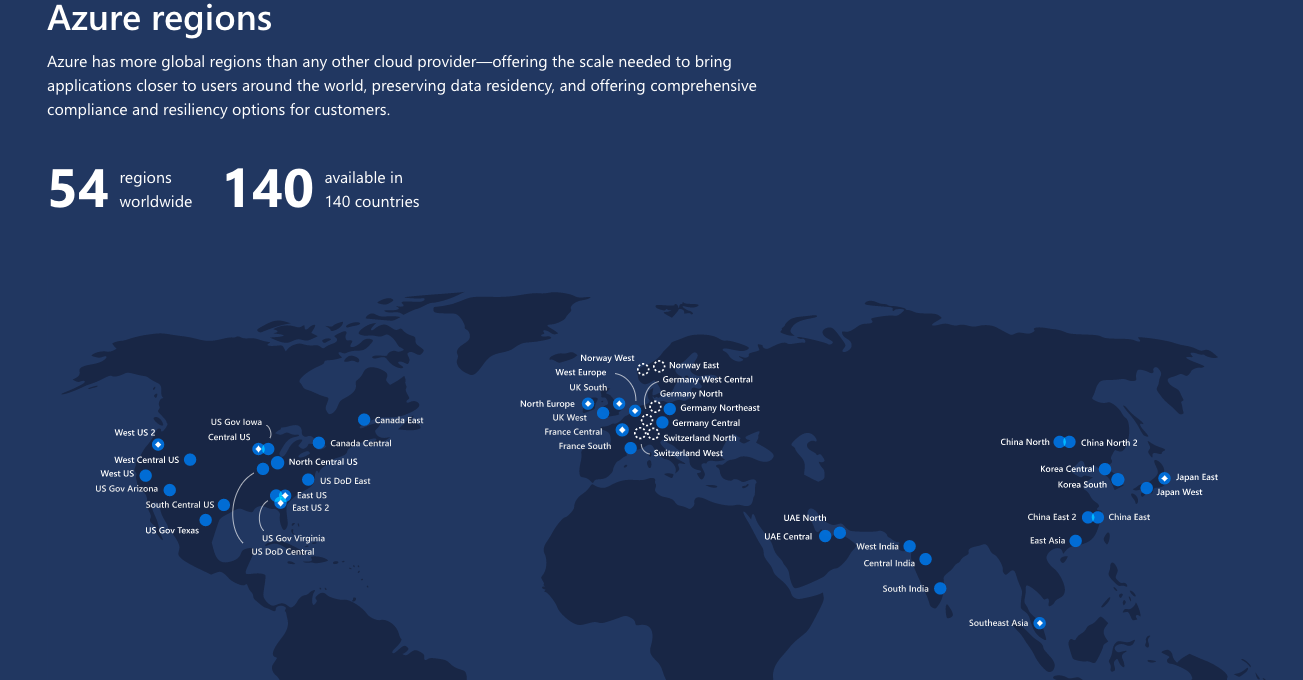 Azure regions
Azure has more global regions than any other cloud provider—offering the scale needed to bring
applications closer to users around the world, preserving data residency, and offering comprehensive
compliance and resiliency options for customers.
54 regions worldwide
140 available in 140 countries
Norway West
Norway East
West Europe
Germany West Central
UK South
Germany North
North Europe
Germany Northeast
UK West
Germany Central
France Central
Switzerland North
France South
Switzerland West
US Gov Iowa
Canada East
West US 2
Central US
Canada Central
West Central US
North Central US
West US
US DoD East
US Gov Arizona
East US
South Central US
East US 2
US Gov Texas
US Gov Virginia
US DoD Central
China North
China North 2
Korea Central
Korea South
Japan East
Japan West
UAE North
China East 2
China East
UAE Central
East Asia
West India
Central India
South India
Southeast Asia